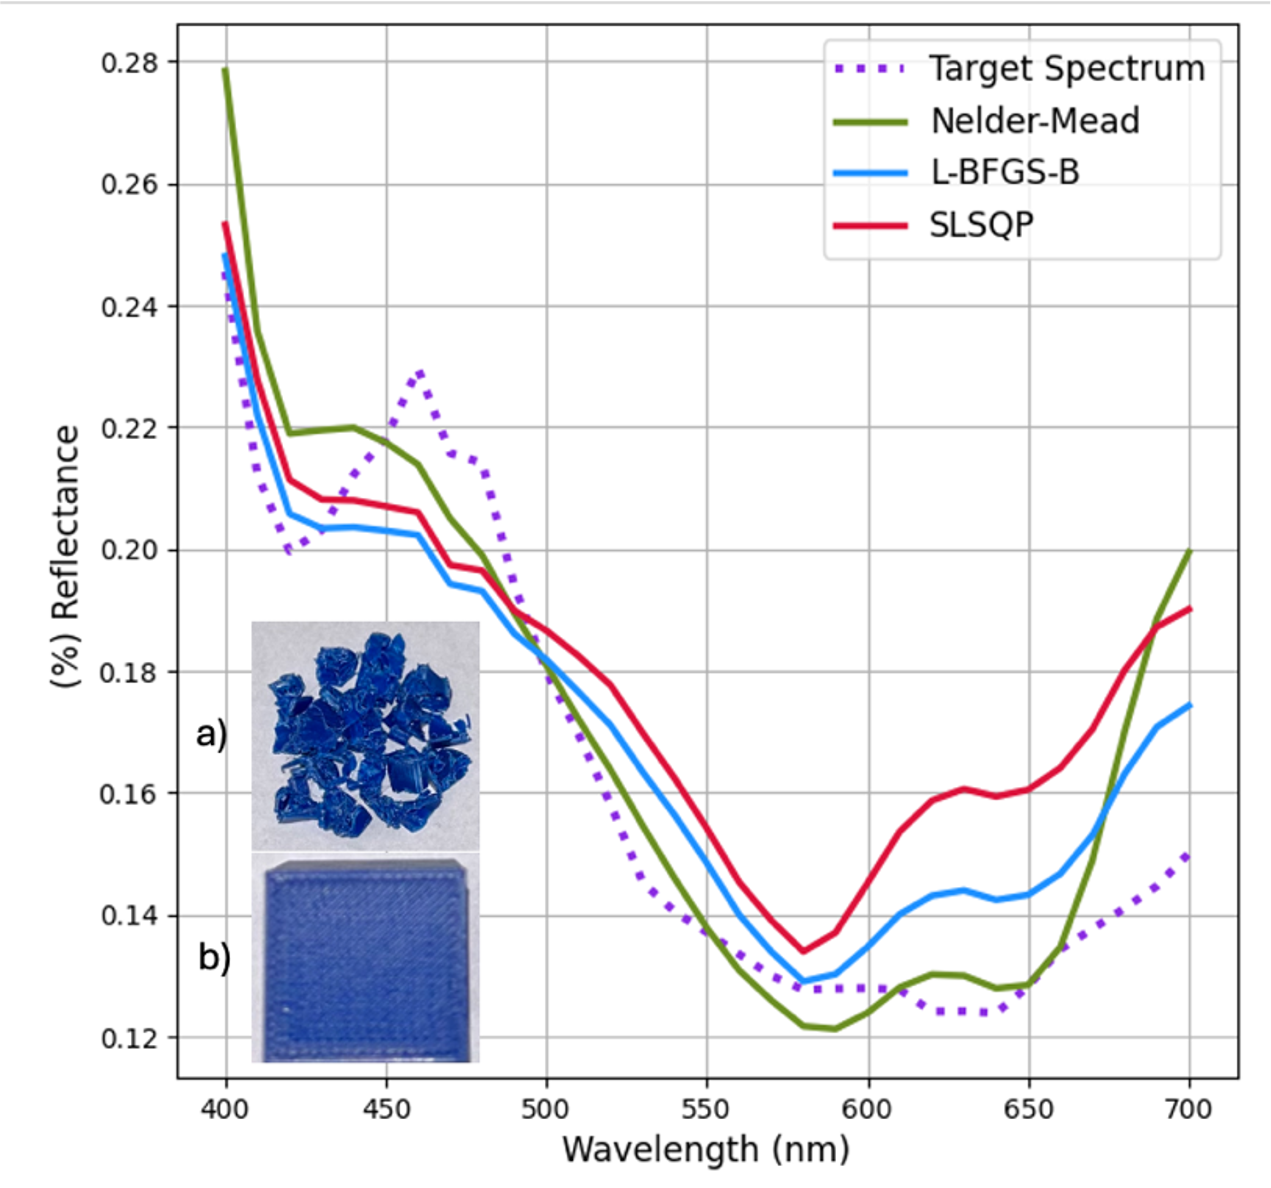 0.28
0.26
0.24
0.22
0.20
0.18
0.16
0.14
0.12
(%) Reflectance
Target Spectrum
Nelder-Mead
L-BFGS-B
SLSQP
a)
b)
400 450 500 550 600 650 700
Wavelength (nm)